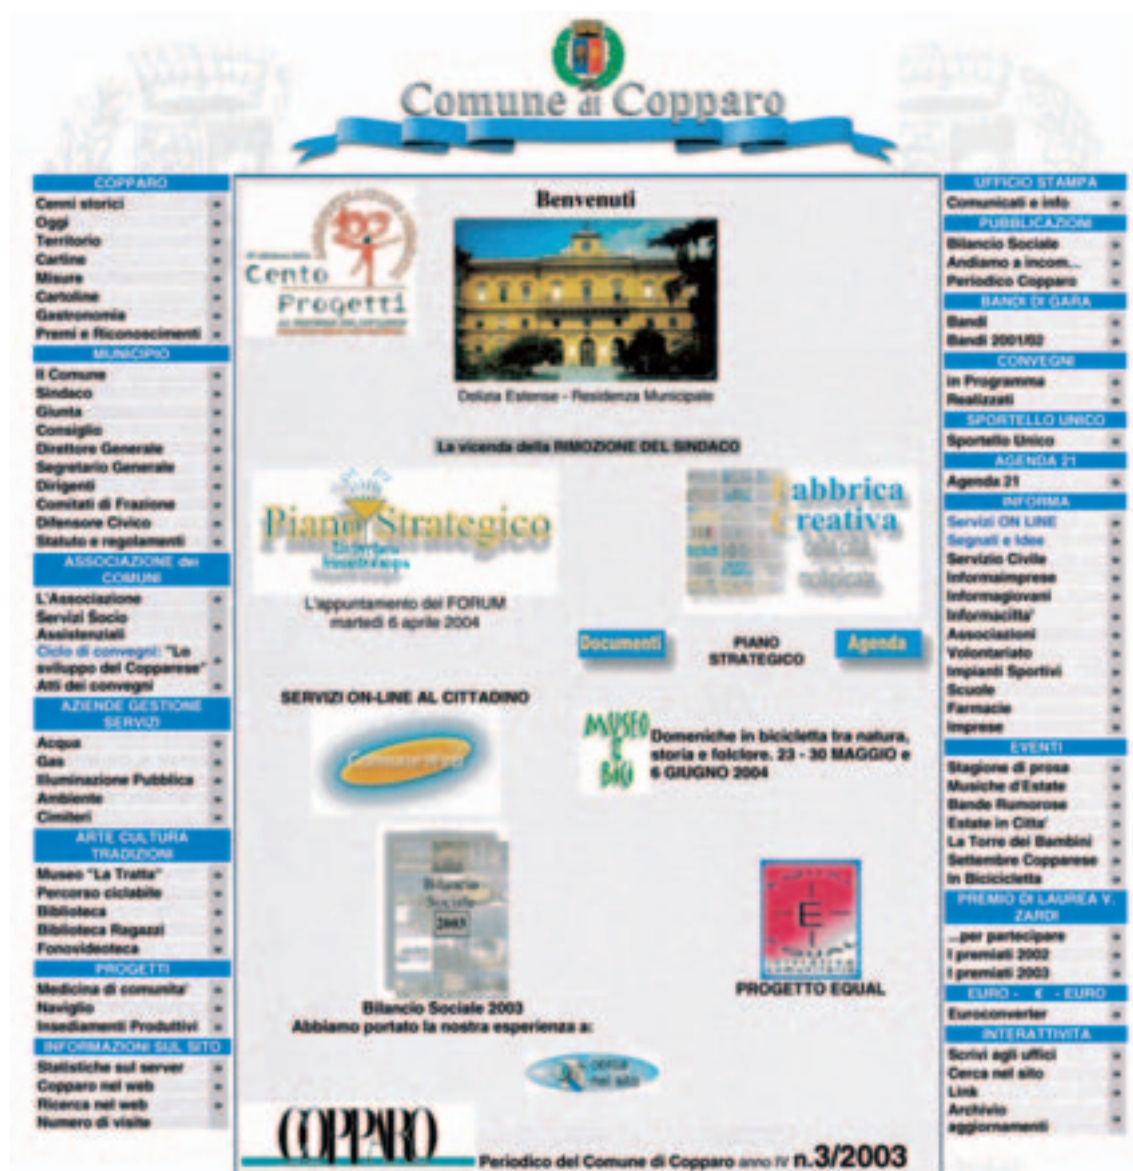 Comune di Copparo
COPPARO
Cenni storici
Oggi
Territorio
Cartine
Misure
Cartoline
Gastronomia
Premi e Riconoscimenti
MUNICIPIO
Il Comune
Sindaco
Giunta
Consiglio
Direttore Generale
Segretario Generale
Dirigenti
Comitati di Frazione
Difensore Civico
Statuto e regolamenti
ASSOCIAZIONE dei
COMUNI
L'Associazione
Servizi Socio
Assistenziali
Ciclo di convegni: "Lo
sviluppo del Copparese"
Atti dei convegni
AZIENDE GESTIONE
SERVIZI
Acqua
Gas
Illuminazione Pubblica
Ambiente
Cimiteri
ARTE CULTURA
TRADIZIONI
Museo "La Tratta"
Percorso ciclabile
Biblioteca
Biblioteca Ragazzi
Fonovideoteca
PROGETTI
Medicina di comunita'
Naviglio
Insediamenti Produttivi
INFORMAZIONI SUL SITO
Statistiche sul server
Copparo nel web
Ricerca nel web
Numero di visite
Cento
Progetti
Benvenuti
Delizia Estense - Residenza Municipale
La vicenda della RIMOZIONE DEL SINDACO
Piano Strategico
L'appuntamento del FORUM
martedì 6 aprile 2004
Fabbrica
Creativa
Documenti
PIANO
STRATEGICO
Agenda
SERVIZI ON-LINE AL CITTADINO
MUSEO
E
BICI
Domeniche in bicicletta tra natura,
storia e folclore. 23 - 30 MAGGIO e
6 GIUGNO 2004
Bilancio
Sociale
2003
Bilancio Sociale 2003
Abbiamo portato la nostra esperienza a:
E
PROGETTO EQUAL
cerca
nel sito
COPPARO
Periodico del Comune di Copparo anno IV n.3/2003
UFFICIO STAMPA
Comunicati e info
PUBBLICAZIONI
Bilancio Sociale
Andiamo a incom...
Periodico Copparo
BANDI DI GARA
Bandi
Bandi 2001/02
CONVEGNI
in Programma
Realizzati
SPORTELLO UNICO
Sportello Unico
AGENDA 21
Agenda 21
INFORMA
Servizi ON LINE
Segnali e Idee
Servizio Civile
Informaimprese
Informagiovani
Informacitta'
Associazioni
Volontariato
Impianti Sportivi
Scuole
Farmacie
Imprese
EVENTI
Stagione di prosa
Musiche d'Estate
Bande Rumorose
Estate in Citta'
La Torre dei Bambini
Settembre Copparese
In Bicicicletta
PREMIO DI LAUREA V.
ZARDI
...per partecipare
I premiati 2002
I premiati 2003
EURO - € - EURO
Euroconverter
INTERATTIVITA
Scrivi agli uffici
Cerca nel sito
Link
Archivio
aggiornamenti